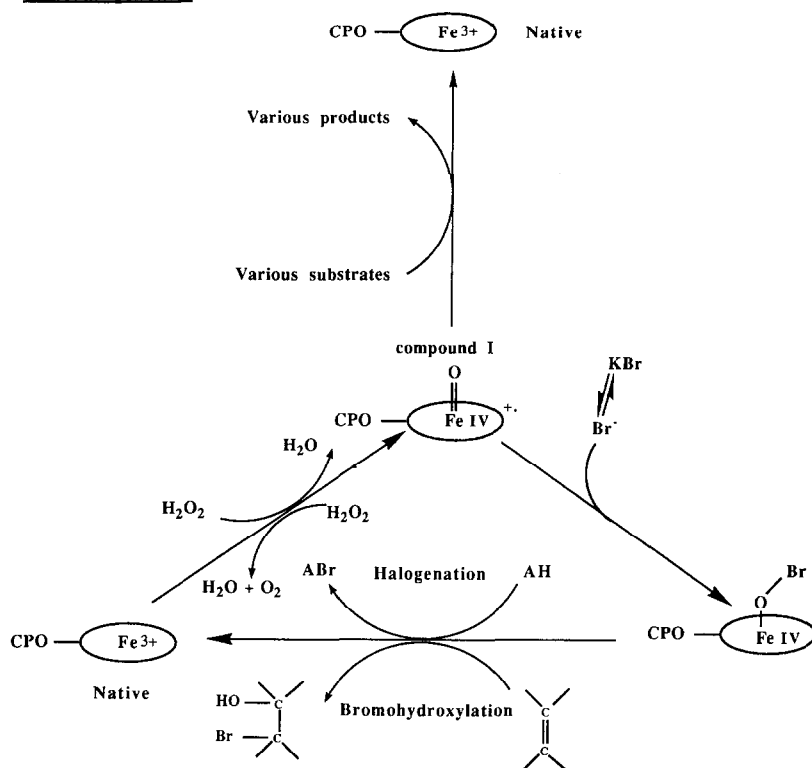 CPO Fe 3+ Native
Various products
Various substrates
compound I
O
CPO Fe IV +.
KBr
Br-
H2O
H2O2
H2O2
H2O + O2
ABr Halogenation AH
Br
O
CPO Fe IV
CPO Fe 3+
Native
HO C
Br C
Bromohydroxylation
C
C